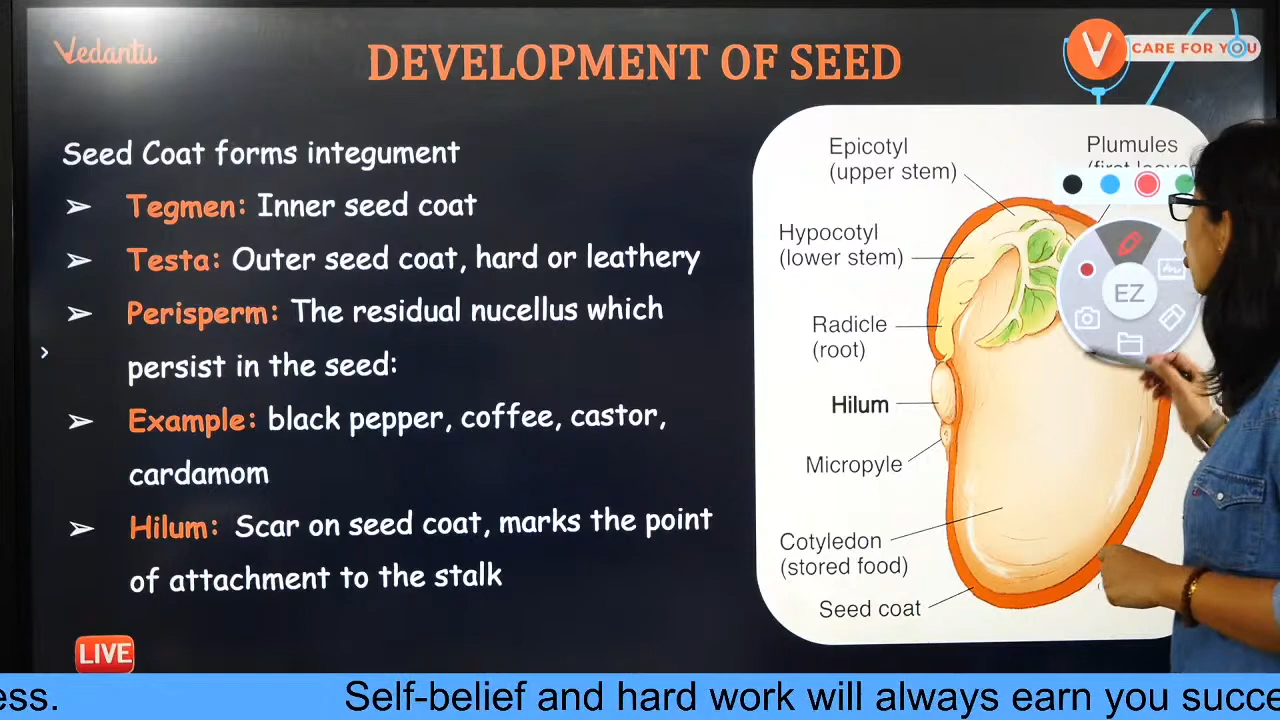 Vedantu
DEVELOPMENT OF SEED
CARE FOR YOU
Seed Coat forms integument
➢ Tegmen: Inner seed coat
➢ Testa: Outer seed coat, hard or leathery
➢ Perisperm: The residual nucellus which
persist in the seed:
➢ Example: black pepper, coffee, castor,
cardamom
➢ Hilum: Scar on seed coat, marks the point
of attachment to the stalk
Epicotyl
(upper stem)
Plumules
Hypocotyl
(lower stem)
Radicle
(root)
Hilum
Micropyle
Cotyledon
(stored food)
Seed coat
EZ
LIVE
ess. Self-belief and hard work will always earn you succe